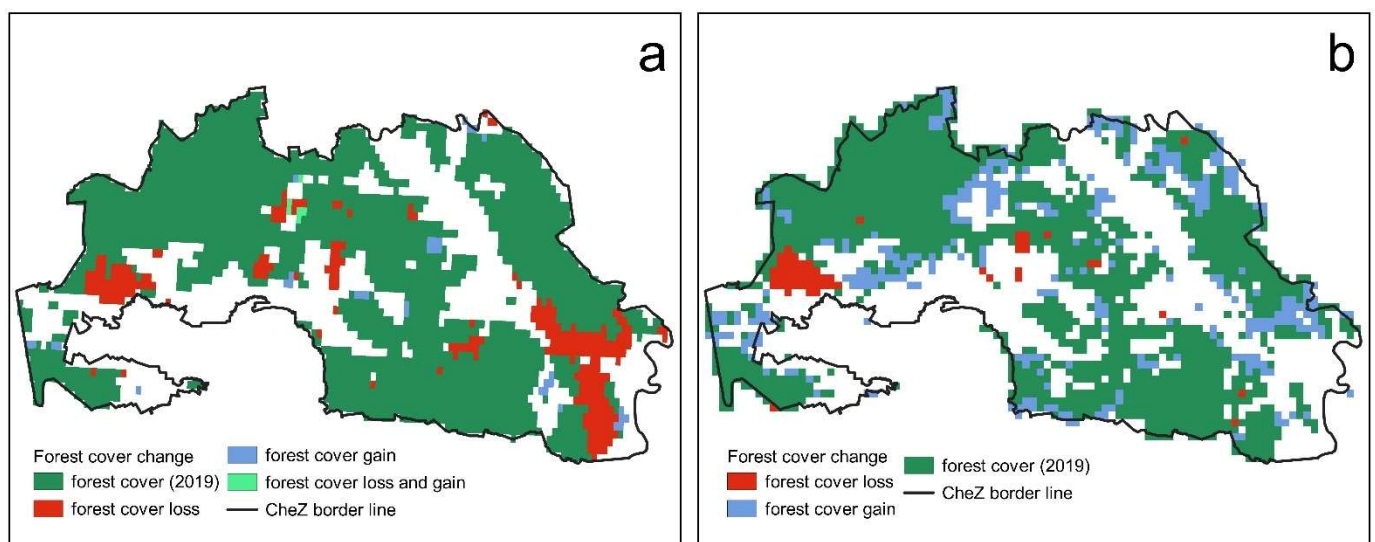 a
Forest cover change
forest cover (2019)
forest cover loss
forest cover gain
forest cover loss and gain
CheZ border line
b
Forest cover change
forest cover loss
forest cover gain
forest cover (2019)
CheZ border line